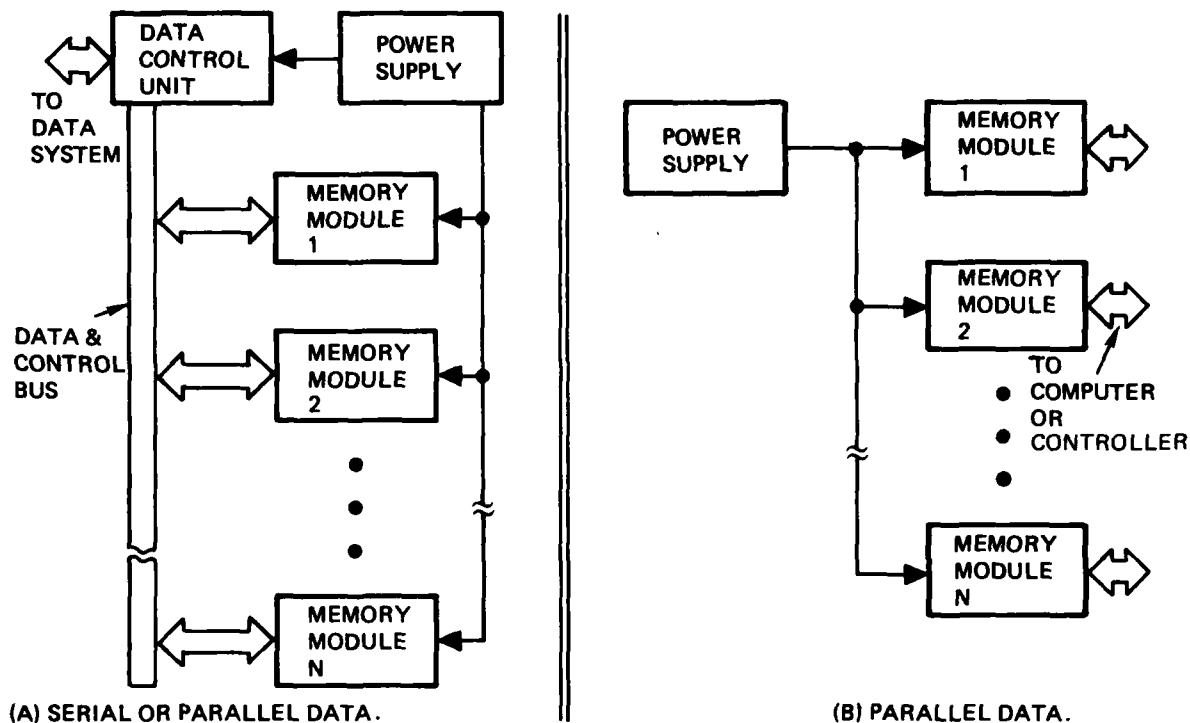 DATA
CONTROL
UNIT
POWER
SUPPLY
TO
DATA
SYSTEM
MEMORY
MODULE
1
DATA &
CONTROL
BUS
MEMORY
MODULE
2
MEMORY
MODULE
N
(A) SERIAL OR PARALLEL DATA.
POWER
SUPPLY
MEMORY
MODULE
1
MEMORY
MODULE
2
TO
COMPUTER
OR
CONTROLLER
MEMORY
MODULE
N
(B) PARALLEL DATA.